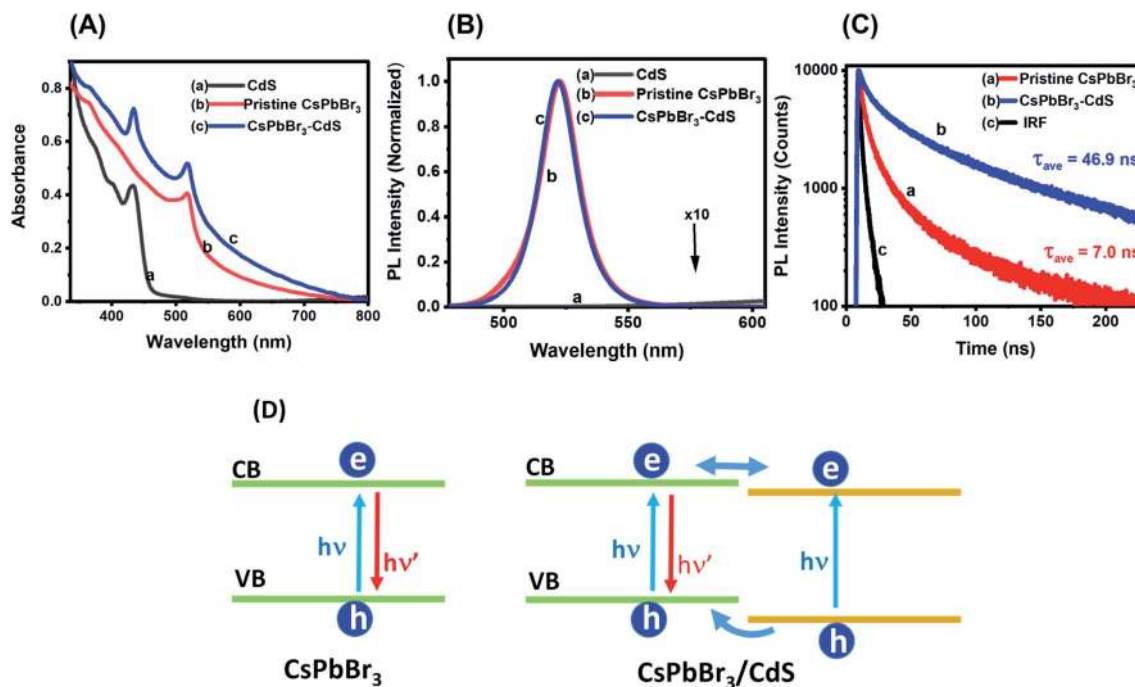 (A)
Absorbance
0.8
0.6
0.4
0.2
0.0
400 500 600 700 800
Wavelength (nm)
(a) CdS
(b) Pristine CsPbBr₃
(c) CsPbBr₃-CdS
a
b
c
(B)
PL Intensity (Normalized)
1.0
0.8
0.6
0.4
0.2
0.0
500 550 600
Wavelength (nm)
(a) CdS
(b) Pristine CsPbBr₃
(c) CsPbBr₃-CdS
c
b
a
x10
(C)
PL Intensity (Counts)
10000
1000
100
0 50 100 150 200
Time (ns)
(a) Pristine CsPbBr₃
(b) CsPbBr₃-CdS
(c) IRF
b
τave = 46.9 ns
a
τave = 7.0 ns
c
(D)
CB e
hν hν'
VB h
CsPbBr₃
CB e e
hν hν' hν
VB h h
CsPbBr₃/CdS